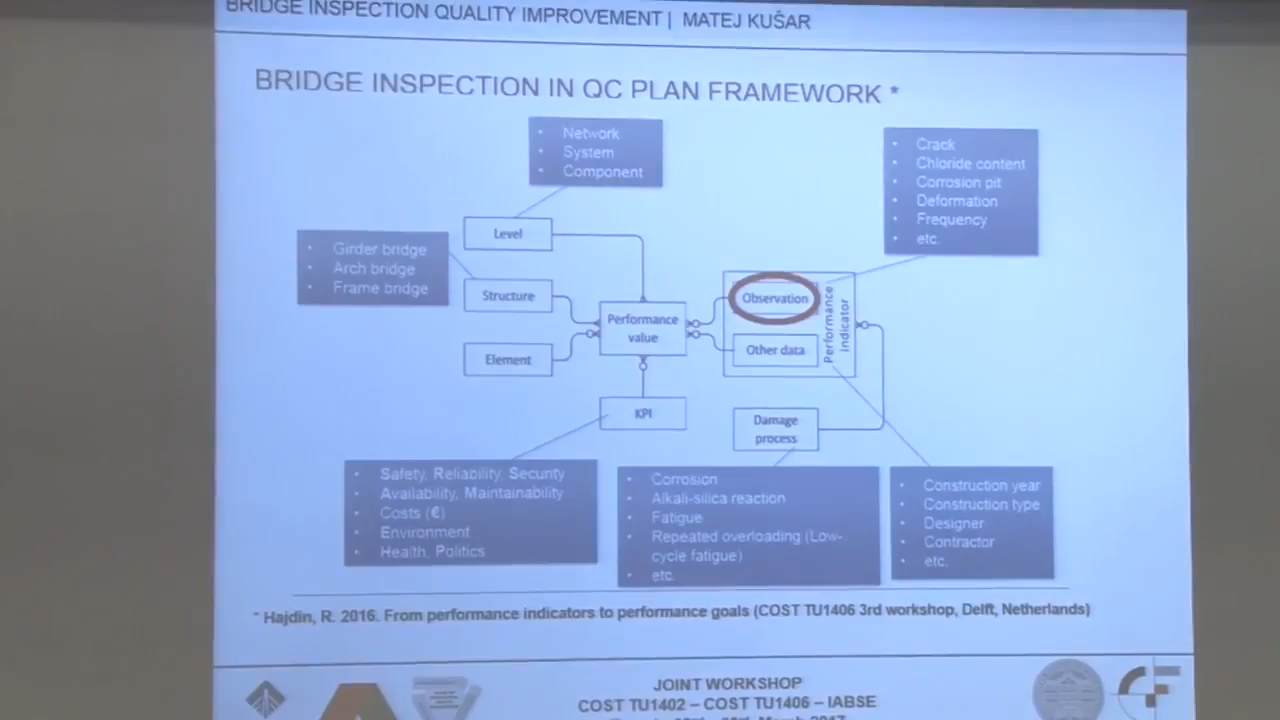 BRIDGE INSPECTION QUALITY IMPROVEMENT | MATEJ KUŠAR
BRIDGE INSPECTION IN QC PLAN FRAMEWORK *
• Network
• System
• Component
• Crack
• Chloride content
• Corrosion pit
• Deformation
• Frequency
• etc.
• Girder bridge
• Arch bridge
• Frame bridge
Level
Structure
Element
Performance
value
KPI
Observation
Other data
Performance
indicator
Damage
process
• Safety, Reliability, Security
• Availability, Maintainability
• Costs (€)
• Environment
• Health, Politics
• Corrosion
• Alkali-silica reaction
• Fatigue
• Repeated overloading (Low-
cycle fatigue)
• etc.
• Construction year
• Construction type
• Designer
• Contractor
• etc.
* Hajdin, R. 2016. From performance indicators to performance goals (COST TU1406 3rd workshop, Delft, Netherlands)
JOINT WORKSHOP
COST TU1402 – COST TU1406 – IABSE